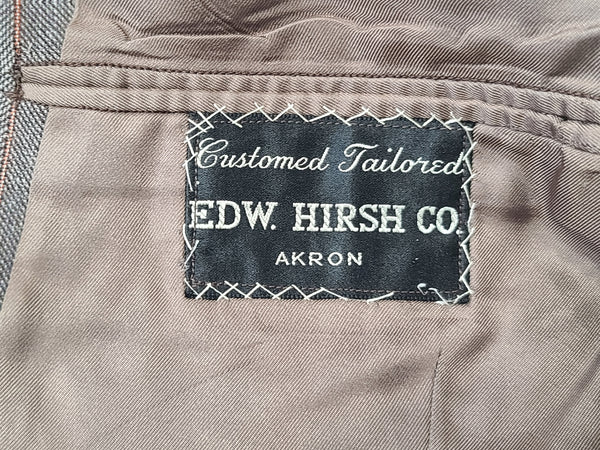 Customed Tailored
EDW. HIRSH CO.
AKRON